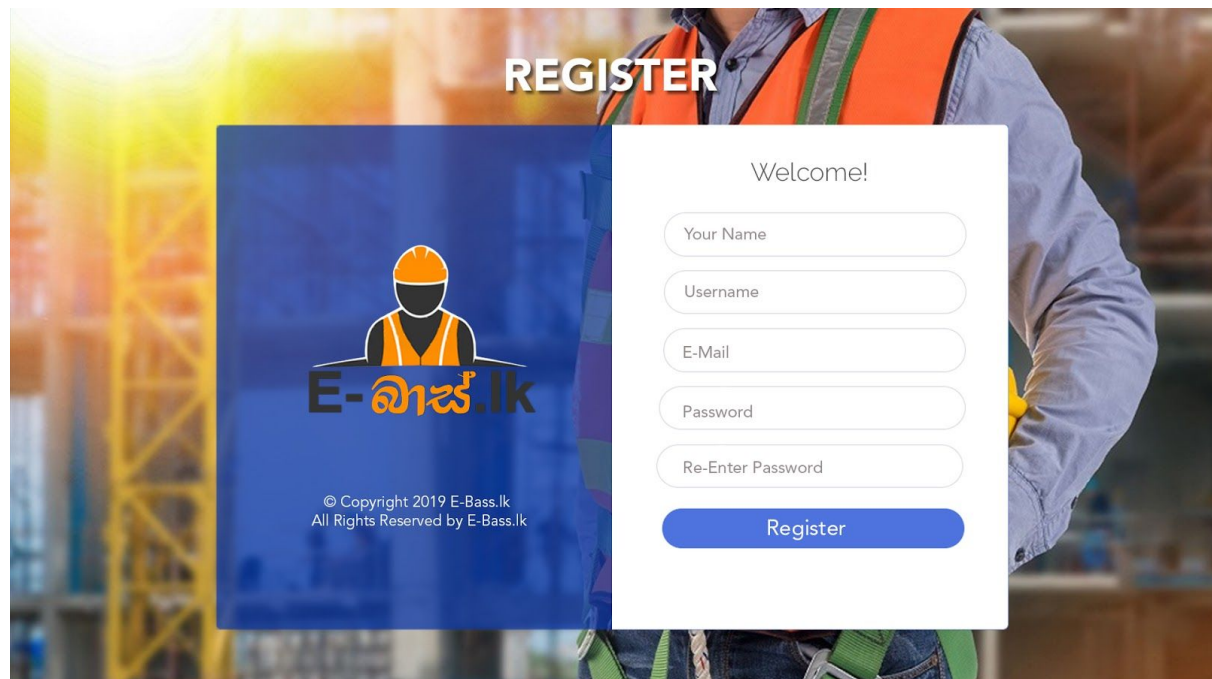 REGISTER
E-බාස්.lk
© Copyright 2019 E-Bass.lk
All Rights Reserved by E-Bass.lk
Welcome!
Your Name
Username
E-Mail
Password
Re-Enter Password
Register